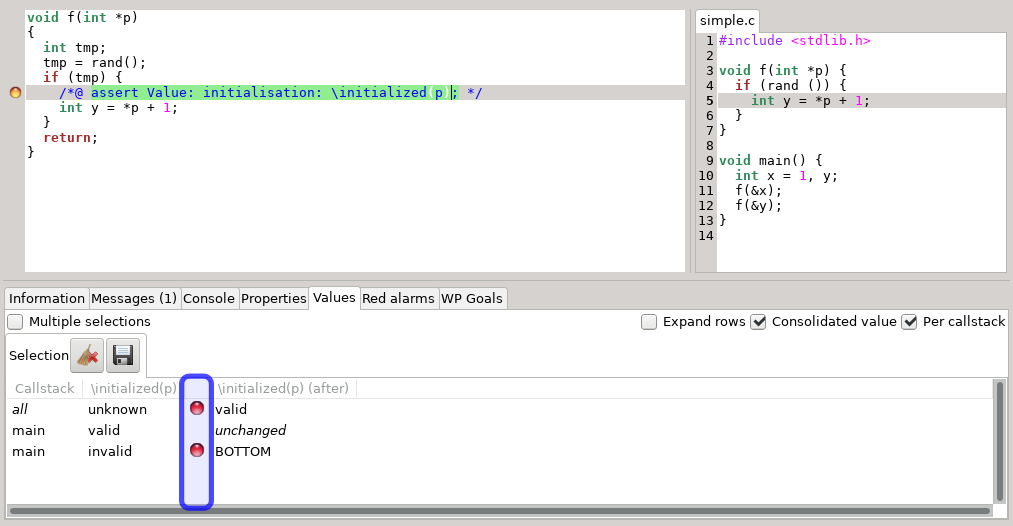 void f(int *p)
{
  int tmp;
  tmp = rand();
  if (tmp) {
    /*@ assert Value: initialisation: \initialized(p); */
    int y = *p + 1;
  }
  return;
}
simple.c
1 #include <stdlib.h>
2
3 void f(int *p) {
4   if (rand ()) {
5     int y = *p + 1;
6   }
7 }
8
9 void main() {
10   int x = 1, y;
11   f(&x);
12   f(&y);
13 }
14
Information Messages (1) Console Properties Values Red alarms WP Goals
Multiple selections Expand rows Consolidated value Per callstack
Selection
Callstack \initialized(p) \initialized(p) (after)
all unknown valid
main valid unchanged
main invalid BOTTOM